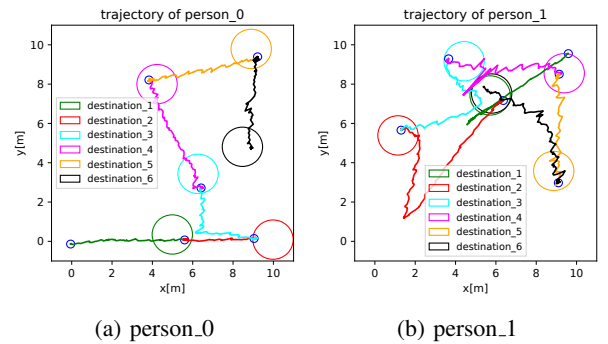 trajectory of person_0
10
8
6
4
2
0
y[m]
destination_1
destination_2
destination_3
destination_4
destination_5
destination_6
0 2 4 6 8 10
x[m]
(a) person_0
trajectory of person_1
10
8
6
4
2
0
y[m]
destination_1
destination_2
destination_3
destination_4
destination_5
destination_6
0 2 4 6 8 10
x[m]
(b) person_1